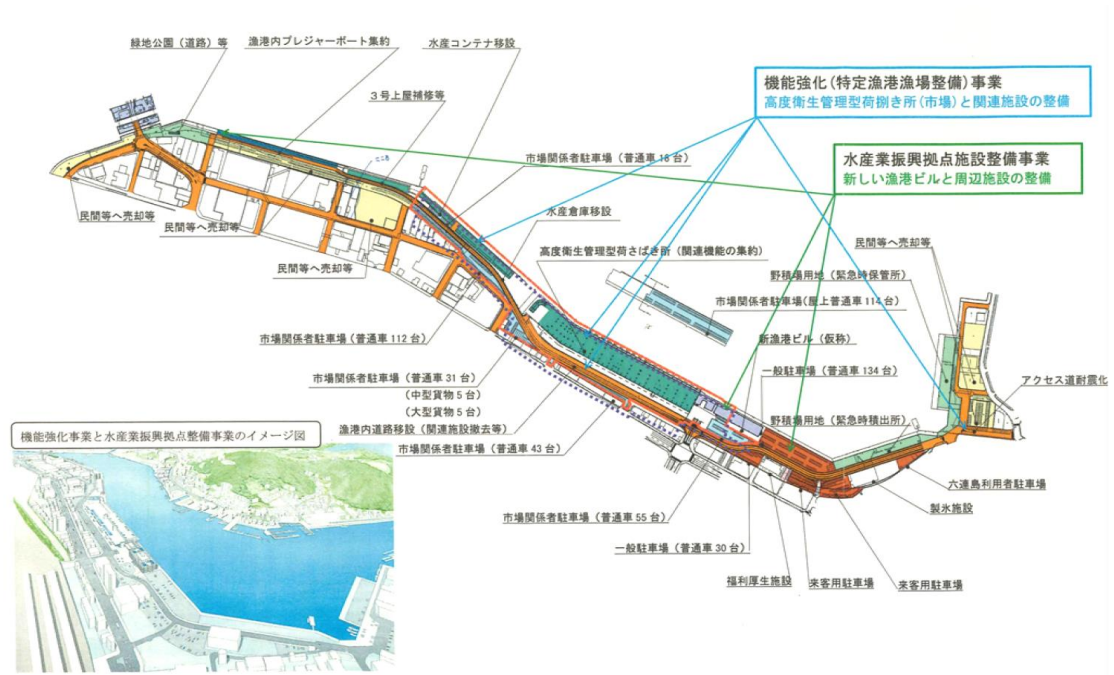 緑地公園（道路）等
漁港内プレジャーボート集約
水産コンテナ移設
３号上屋補修等
機能強化（特定漁港漁場整備）事業
高度衛生管理型荷捌き所（市場）と関連施設の整備
水産業振興拠点施設整備事業
新しい漁港ビルと周辺施設の整備
市場関係者駐車場（普通車18台）
水産倉庫移設
高度衛生管理型荷さばき所（関連機能の集約）
民間等へ売却等
民間等へ売却等
民間等へ売却等
民間等へ売却等
野積場用地（緊急時保管所）
市場関係者駐車場（屋上普通車114台）
新漁港ビル（仮称）
一般駐車場（普通車134台）
アクセス道耐震化
市場関係者駐車場（普通車112台）
市場関係者駐車場（普通車31台）
（中型貨物5台）
（大型貨物5台）
漁港内道路移設（関連施設撤去等）
市場関係者駐車場（普通車43台）
野積場用地（緊急時積出所）
機能強化事業と水産業振興拠点整備事業のイメージ図
六連島利用者駐車場
製氷施設
市場関係者駐車場（普通車55台）
一般駐車場（普通車30台）
福利厚生施設
来客用駐車場
来客用駐車場